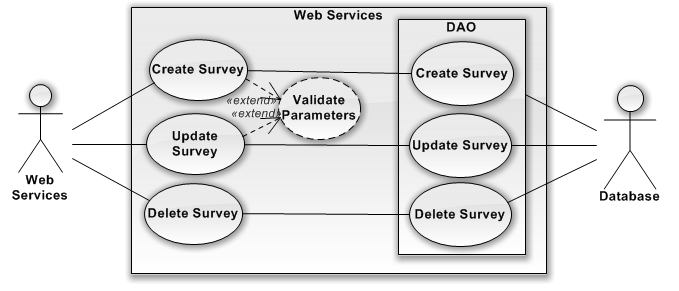 Web Services
DAO
Create Survey
Create Survey
«extend»
«extend»
Validate
Parameters
Update
Survey
Update Survey
Delete Survey
Delete Survey
Web
Services
Database